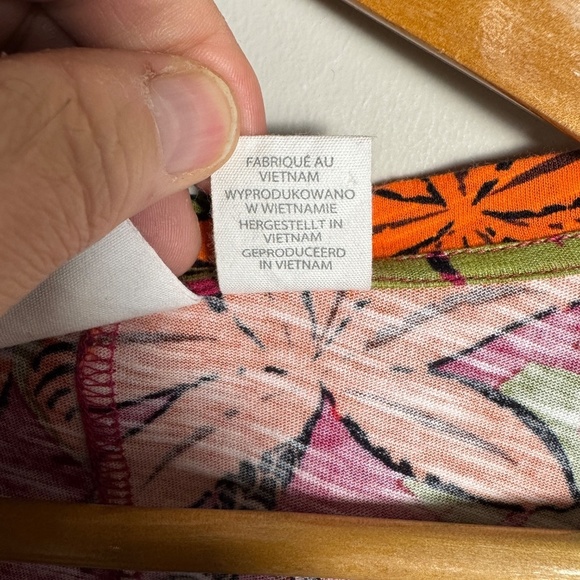 FABRIQUÉ AU
VIETNAM
WYPRODUKOWANO
W WIETNAMIE
HERGESTELLT IN
VIETNAM
GEPRODUCEERD
IN VIETNAM